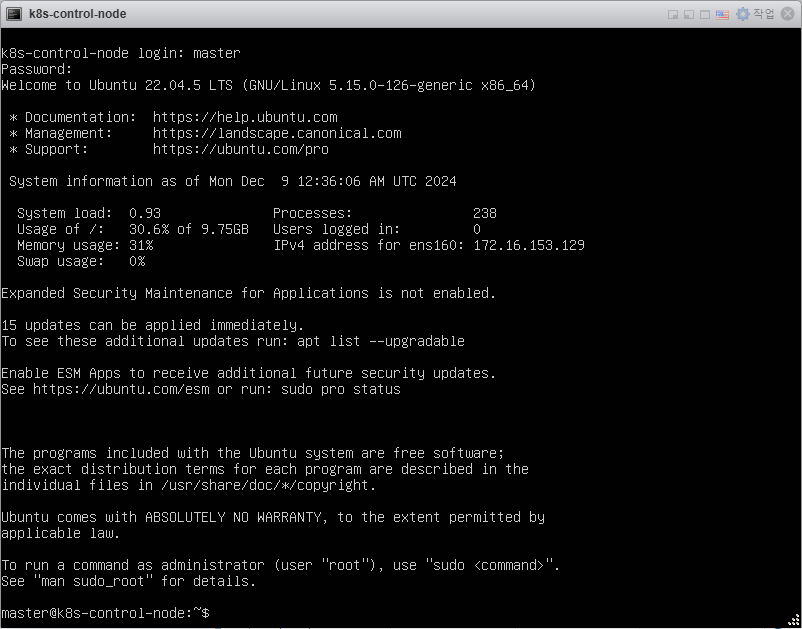 k8s-control-node
작업
k8s-control-node login: master
Password:
Welcome to Ubuntu 22.04.5 LTS (GNU/Linux 5.15.0-126-generic x86_64)
* Documentation:  https://help.ubuntu.com
* Management:     https://landscape.canonical.com
* Support:        https://ubuntu.com/pro
System information as of Mon Dec  9 12:36:06 AM UTC 2024
System load:  0.93              Processes:               238
Usage of /:   30.6% of 9.75GB   Users logged in:         0
Memory usage: 31%               IPv4 address for ens160: 172.16.153.129
Swap usage:   0%
Expanded Security Maintenance for Applications is not enabled.
15 updates can be applied immediately.
To see these additional updates run: apt list --upgradable
Enable ESM Apps to receive additional future security updates.
See https://ubuntu.com/esm or run: sudo pro status
The programs included with the Ubuntu system are free software;
the exact distribution terms for each program are described in the
individual files in /usr/share/doc/*/copyright.
Ubuntu comes with ABSOLUTELY NO WARRANTY, to the extent permitted by
applicable law.
To run a command as administrator (user "root"), use "sudo <command>".
See "man sudo_root" for details.
master@k8s-control-node:~$